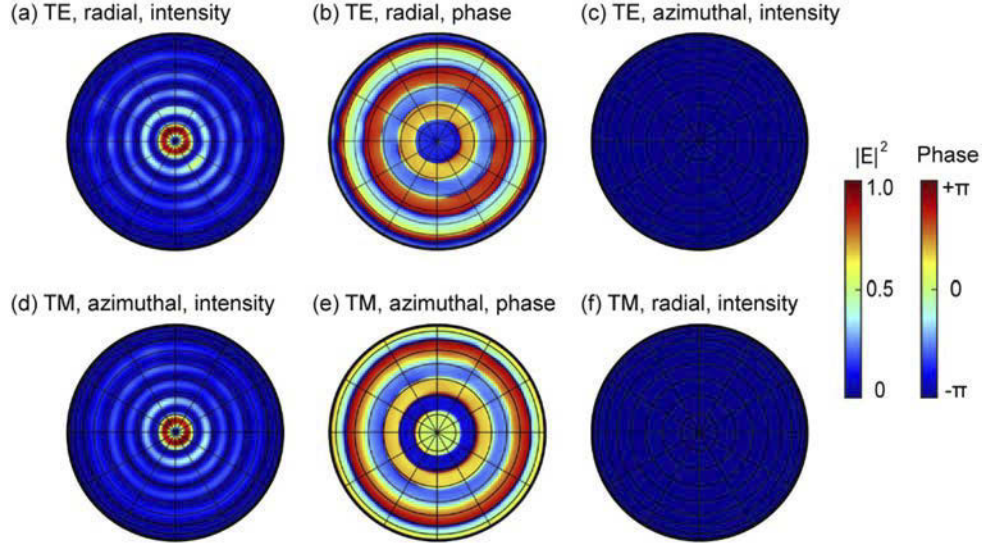 (a) TE, radial, intensity
(b) TE, radial, phase
(c) TE, azimuthal, intensity
|E|² Phase
1.0 +π
0.5 0
0 -π
(d) TM, azimuthal, intensity
(e) TM, azimuthal, phase
(f) TM, radial, intensity